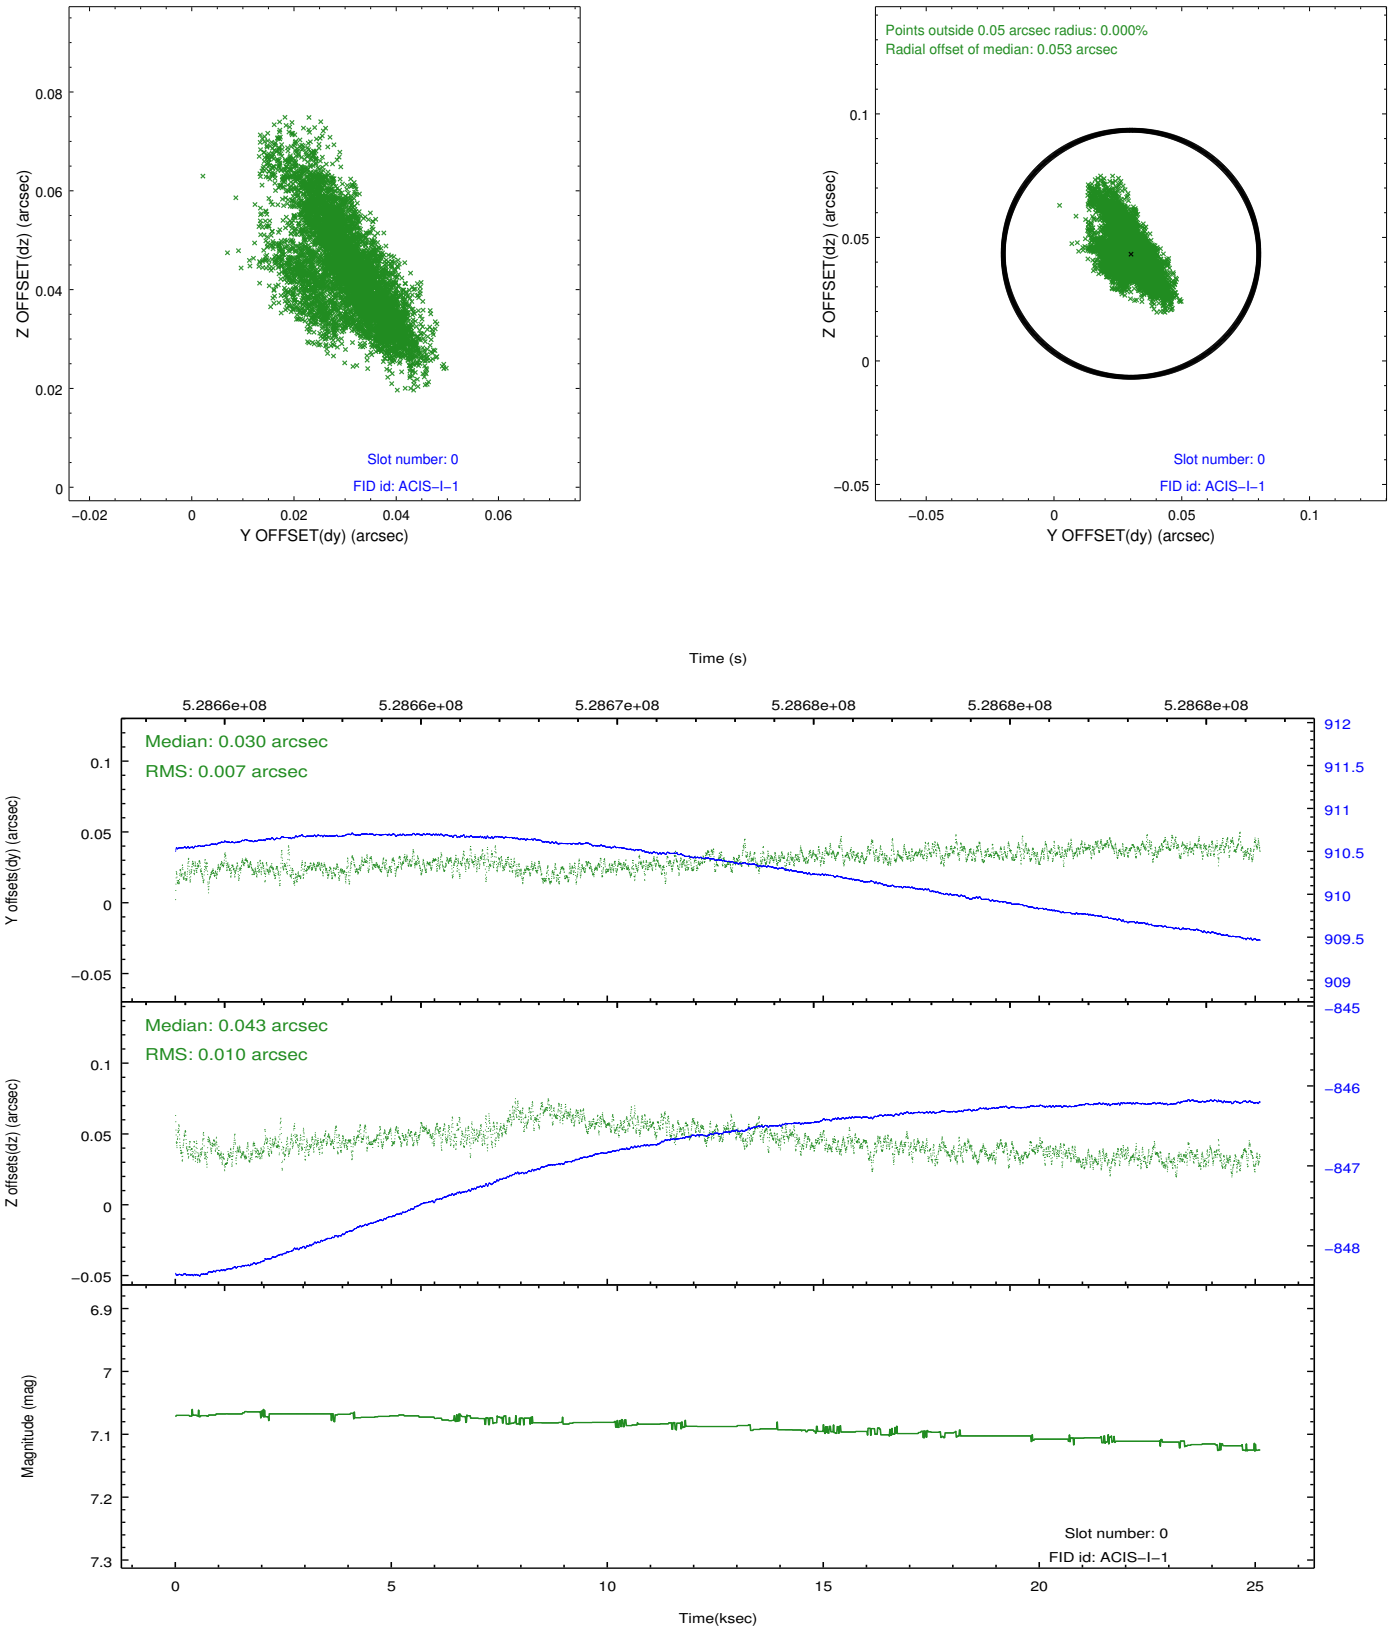 0.08
0.06
0.04
0.02
0
Z OFFSET(dz) (arcsec)
Slot number: 0
FID id: ACIS−I−1
−0.02 0 0.02 0.04 0.06
Y OFFSET(dy) (arcsec)
Points outside 0.05 arcsec radius: 0.000%
Radial offset of median: 0.053 arcsec
0.1
0.05
0
−0.05
Z OFFSET(dz) (arcsec)
Slot number: 0
FID id: ACIS−I−1
−0.05 0 0.05 0.1
Y OFFSET(dy) (arcsec)
Time (s)
5.2866e+08 5.2866e+08 5.2867e+08 5.2868e+08 5.2868e+08 5.2868e+08
Median: 0.030 arcsec
RMS: 0.007 arcsec
0.1
0.05
0
−0.05
Y offsets(dy) (arcsec)
912
911.5
911
910.5
910
909.5
909
Median: 0.043 arcsec
RMS: 0.010 arcsec
0.1
0.05
0
−0.05
Z offsets(dz) (arcsec)
−845
−846
−847
−848
6.9
7
7.1
7.2
7.3
Magnitude (mag)
Slot number: 0
FID id: ACIS−I−1
0 5 10 15 20 25
Time(ksec)